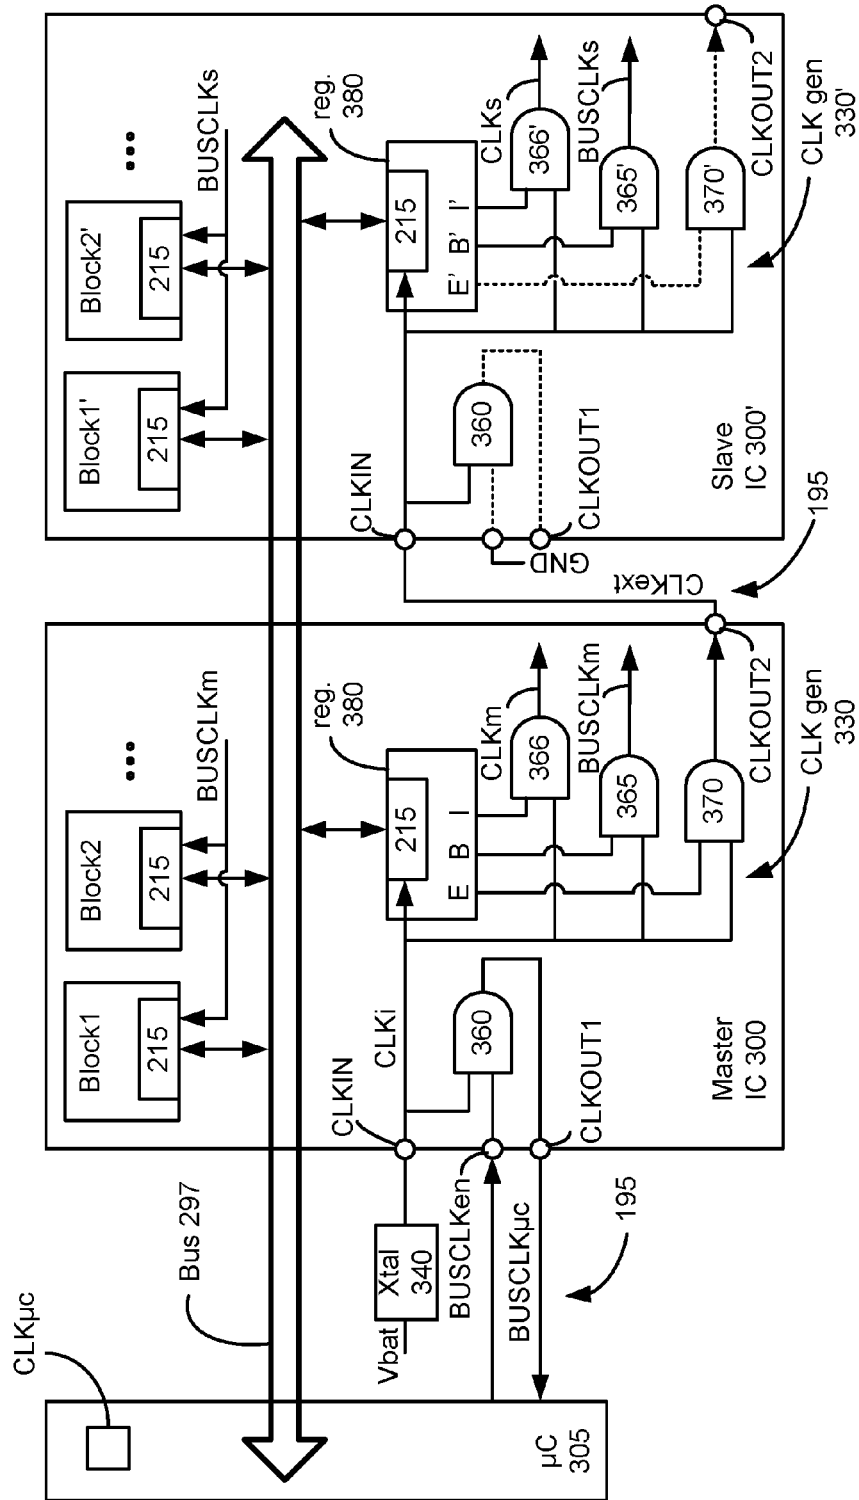 CLKµc
µC
305
Bus 297
Vbat
Xtal
340
BUSCLKen
BUSCLKµc
195
Block1
215
Block2
215
•••
BUSCLKm
CLKIN
CLKi
reg.
380
215
E B I
360
CLKOUT1
366
CLKm
365
BUSCLKm
370
CLKOUT2
CLK gen
330
Master
IC 300
CLKext
195
Block1'
215
Block2'
215
•••
BUSCLKs
CLKIN
GND
CLKOUT1
360
reg.
380
215
E' B' I'
366'
CLKs
365'
BUSCLKs
370'
CLKOUT2
CLK gen
330'
Slave
IC 300'